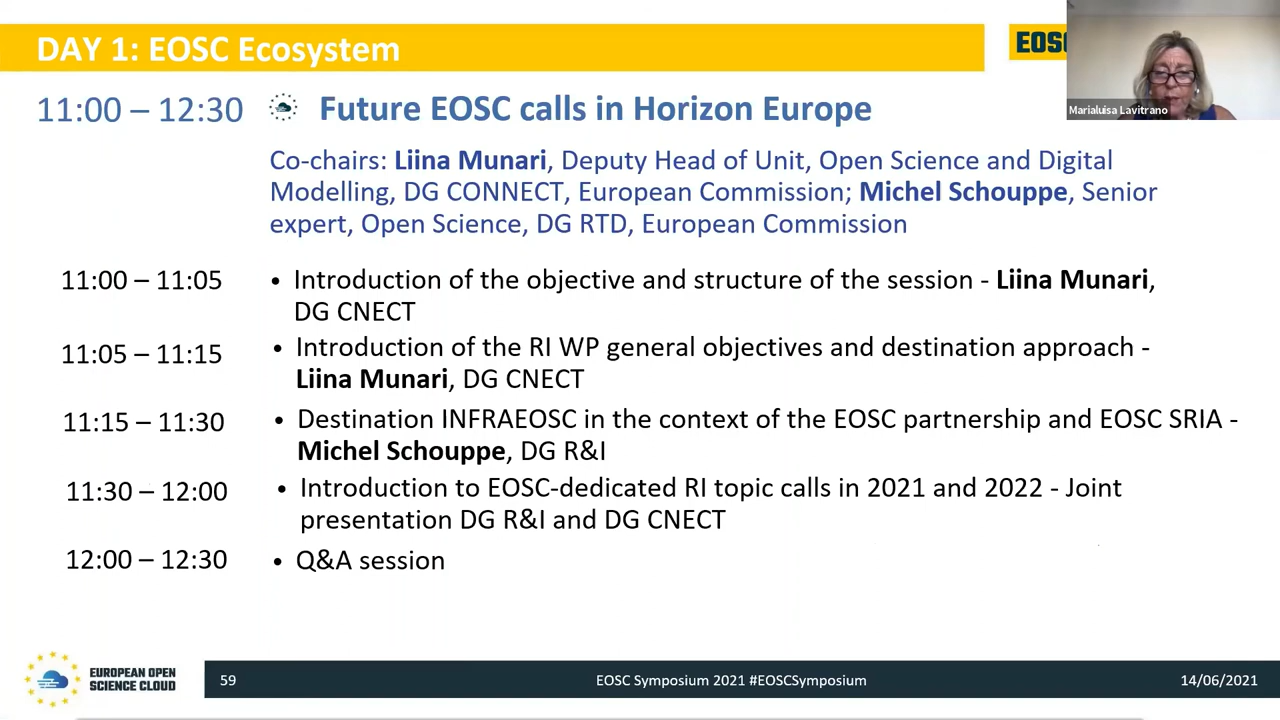 DAY 1: EOSC Ecosystem
EOSC
Marialuisa Lavitrano
11:00 – 12:30
Future EOSC calls in Horizon Europe
Co-chairs: Liina Munari, Deputy Head of Unit, Open Science and Digital
Modelling, DG CONNECT, European Commission; Michel Schouppe, Senior
expert, Open Science, DG RTD, European Commission
11:00 – 11:05
• Introduction of the objective and structure of the session - Liina Munari,
DG CNECT
11:05 – 11:15
• Introduction of the RI WP general objectives and destination approach -
Liina Munari, DG CNECT
11:15 – 11:30
• Destination INFRAEOSC in the context of the EOSC partnership and EOSC SRIA -
Michel Schouppe, DG R&I
11:30 – 12:00
• Introduction to EOSC-dedicated RI topic calls in 2021 and 2022 - Joint
presentation DG R&I and DG CNECT
12:00 – 12:30
• Q&A session
EUROPEAN OPEN
SCIENCE CLOUD
59
EOSC Symposium 2021 #EOSCSymposium
14/06/2021